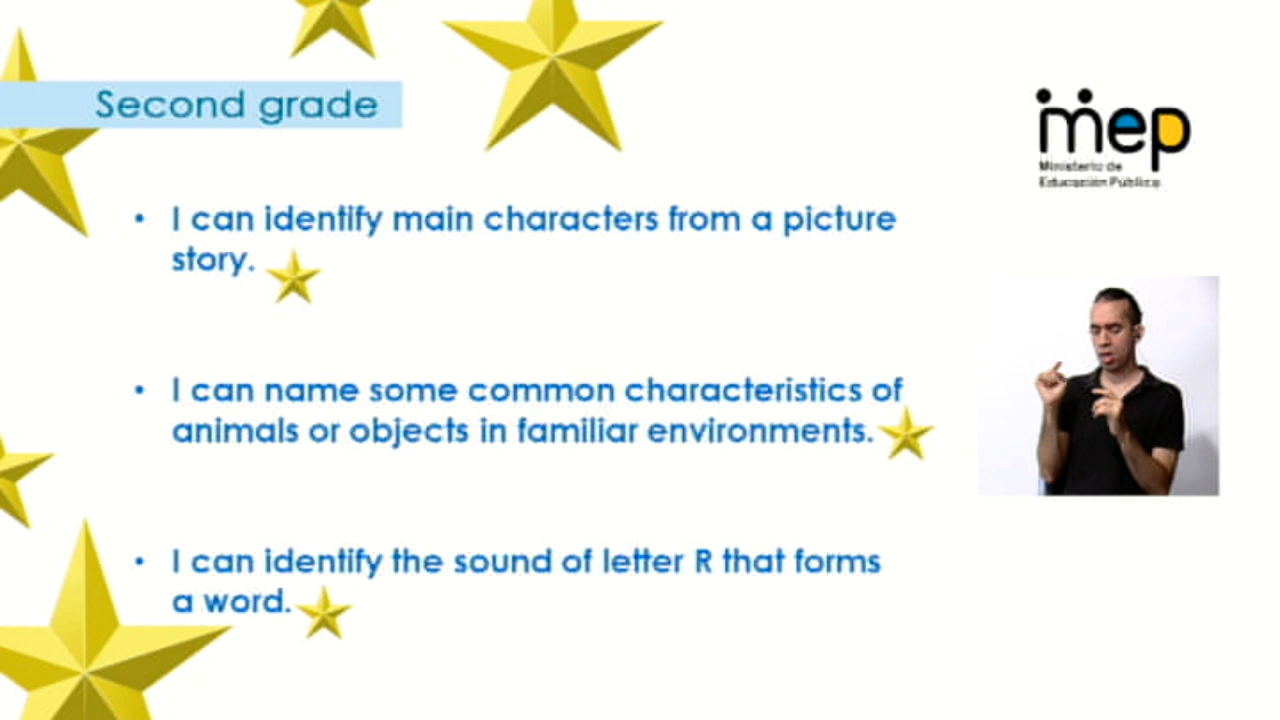 Second grade
mep
Ministerio de
Educación Pública
• I can identify main characters from a picture
story.
• I can name some common characteristics of
animals or objects in familiar environments.
• I can identify the sound of letter R that forms
a word.